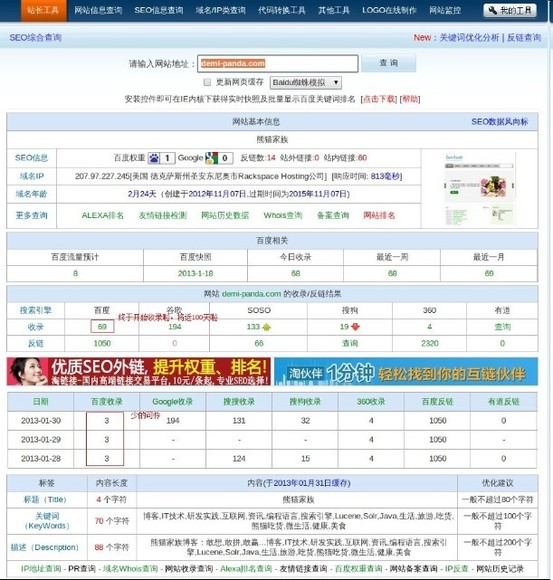 站长工具 网站信息查询 SEO信息查询 域名/IP类查询 代码转换工具 其他工具 LOGO在线制作 网站监控 我的工具
SEO综合查询 New：关键词优化分析 | 反链查询
请输入网站地址： demi-panda.com 查 询
更新网页缓存 Baidu蜘蛛模拟
安装控件即可在IE内核下获得实时快照及批量显示百度关键词排名 [点击下载] [帮助]
网站基本信息 SEO数据风向标
熊猫家族
SEO信息 百度权重 1 Google 0 反链数:14 站外链接:0 站内链接:60
域名IP 207.97.227.245[美国 德克萨斯州圣安东尼奥市Rackspace Hosting公司] [响应时间: 813毫秒]
域名年龄 2月24天（创建于2012年11月07日,过期时间为2015年11月07日)
更多查询 ALEXA排名 友情链接检测 网站历史数据 Whois查询 备案查询 网站排名
百度相关
百度流量预计 百度快照 今日收录 最近一周 最近一月
8 2013-1-18 68 68 69
网站 demi-panda.com 的收录/反链结果
搜索引擎 百度 谷歌 SOSO 搜狗 360 有道
终于开始收录啦，将近100天啦
收录 69 194 133 19 4 查询
反链 1050 0 66 查询 2320 0
优质SEO外链, 提升权重、排名!
淘链接-国内高端链接交易平台, 10元/条起, 专业SEO选择!
淘伙伴 1分钟 轻松找到你的互链伙伴
日期 百度收录 Google收录 搜搜收录 搜狗收录 360收录 百度反链 有道反链
少的可怜
2013-01-30 3 194 131 32 4 1050 0
2013-01-29 3 - - - 4 1050 0
2013-01-28 3 - 124 15 4 1050 0
标签 内容长度 内容(于2013年01月31日缓存) 优化建议
标题（Title） 4 个字符 熊猫家族 一般不超过80个字符
关键词（KeyWords） 70 个字符 博客,IT技术,研发实践,互联网,资讯,编程语言,搜索引擎,Lucene,Solr,Java,生活,旅游,吃货,熊猫吃货,微生活,健康,美食 一般不超过100个字符
描述（Description） 88 个字符 熊猫家族博客：敢想,敢拼,敢赢...博客,IT技术,研发实践,互联网,资讯,编程语言,搜索引擎,Lucene,Solr,Java,生活,旅游,吃货,熊猫吃货,微生活,健康,美食 一般不超过200个字符
IP地址查询 - PR查询 - 域名Whois查询 - 网站收录查询 - Alexa排名查询 - 友情链接查询 - 百度权重查询 - 网站备案查询 - IP反查 - 网站历史记录